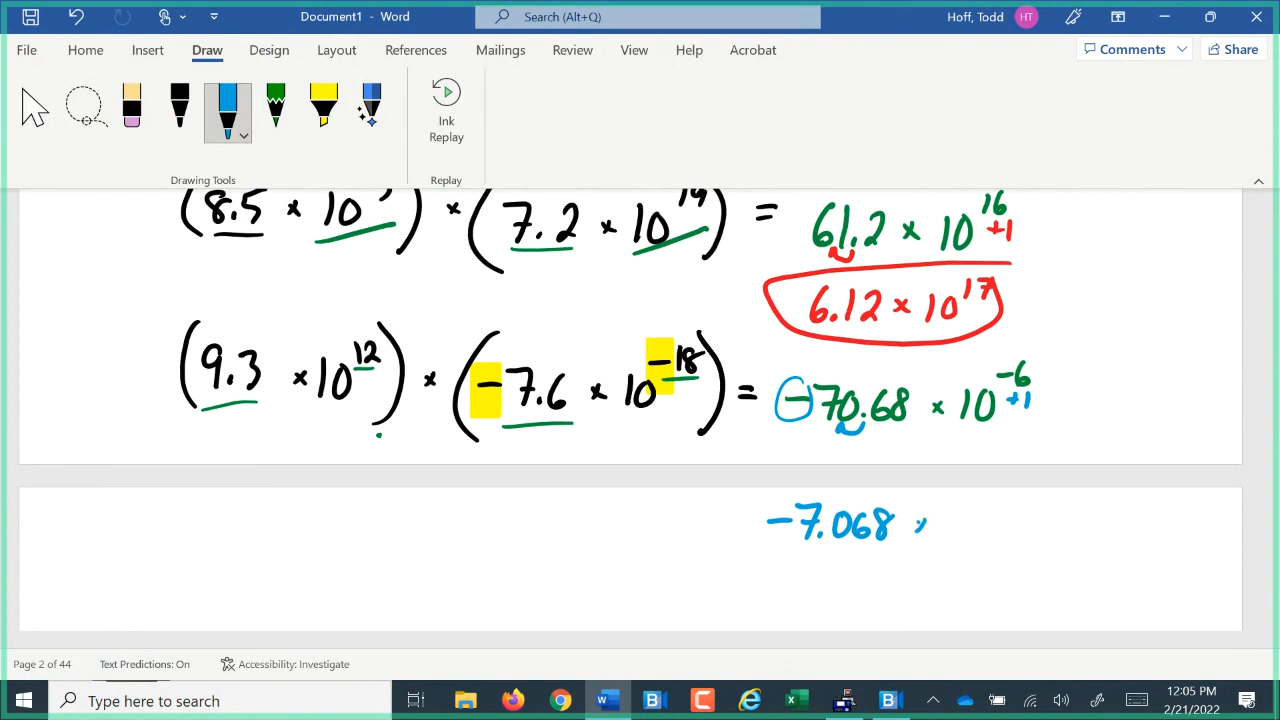 Document1 - Word
Search (Alt+Q)
Hoff, Todd HT
File Home Insert Draw Design Layout References Mailings Review View Help Acrobat Comments Share
Ink Replay
Drawing Tools Replay
(8.5 × 10 ) × (7.2 × 10^14) = 61.2 × 10^16 +1
6.12 × 10^17
(9.3 × 10^12) × (-7.6 × 10^-18) = -70.68 × 10^-6 +1
-7.068 ×
Page 2 of 44 Text Predictions: On Accessibility: Investigate
Type here to search
12:05 PM
2/21/2022